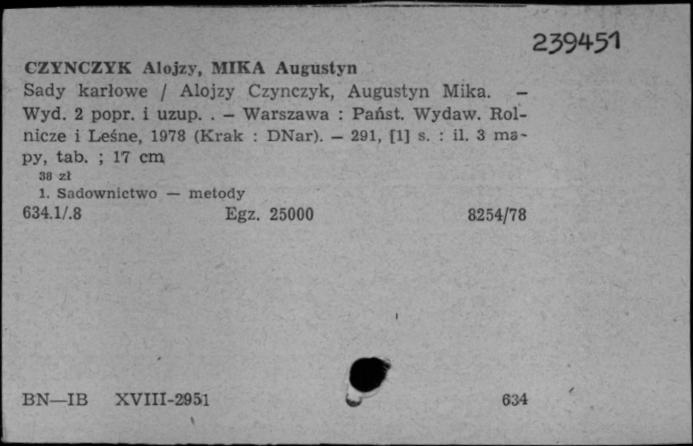 239451
CZYNCZYK Alojzy, MIKA Augustyn
Sady karłowe / Alojzy Czynczyk, Augustyn Mika. —
Wyd. 2 popr. i uzup. . — Warszawa : Państ. Wydaw. Rol-
nicze i Leśne, 1978 (Krak : DNar). — 291, [1] s. : il. 3 ma-
py, tab. ; 17 cm
38 zł
1. Sadownictwo — metody
634.1/.8 Egz. 25000 8254/78
BN—IB XVIII-2951 634